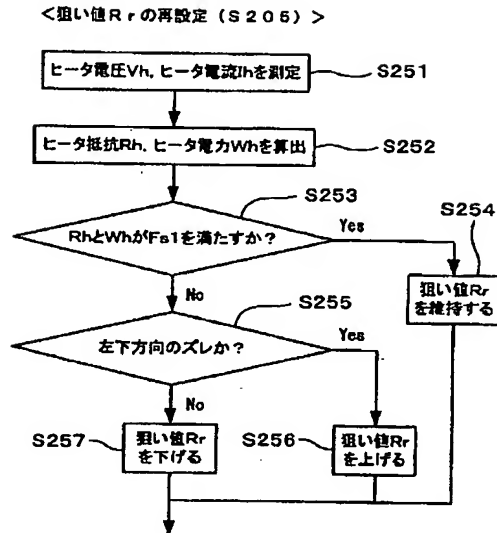 <狙い値Rrの再設定(S205)>
ヒータ電圧Vh,ヒータ電流Ihを測定
S251
ヒータ抵抗Rh,ヒータ電力Whを算出
S252
S253
RhとWhがFs1を満たすか?
Yes
S254
狙い値Rr
を維持する
No
S255
左下方向のズレか?
Yes
No
S257
狙い値Rr
を下げる
S256
狙い値Rr
を上げる